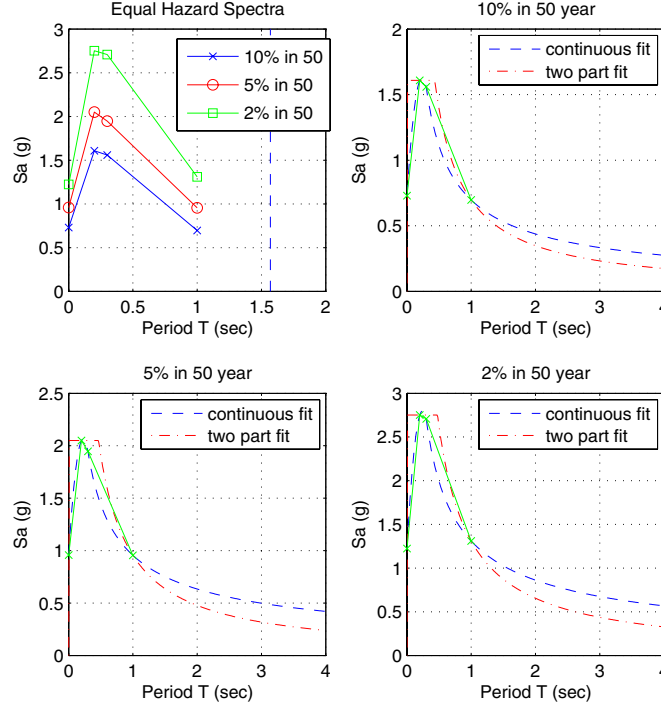 Equal Hazard Spectra
3
2.5
2
1.5
1
0.5
0
Sa (g)
10% in 50
5% in 50
2% in 50
0 0.5 1 1.5 2
Period T (sec)
10% in 50 year
2
1.5
1
0.5
0
Sa (g)
continuous fit
two part fit
0 1 2 3 4
Period T (sec)
5% in 50 year
2.5
2
1.5
1
0.5
0
Sa (g)
continuous fit
two part fit
0 1 2 3 4
Period T (sec)
2% in 50 year
3
2.5
2
1.5
1
0.5
0
Sa (g)
continuous fit
two part fit
0 1 2 3 4
Period T (sec)